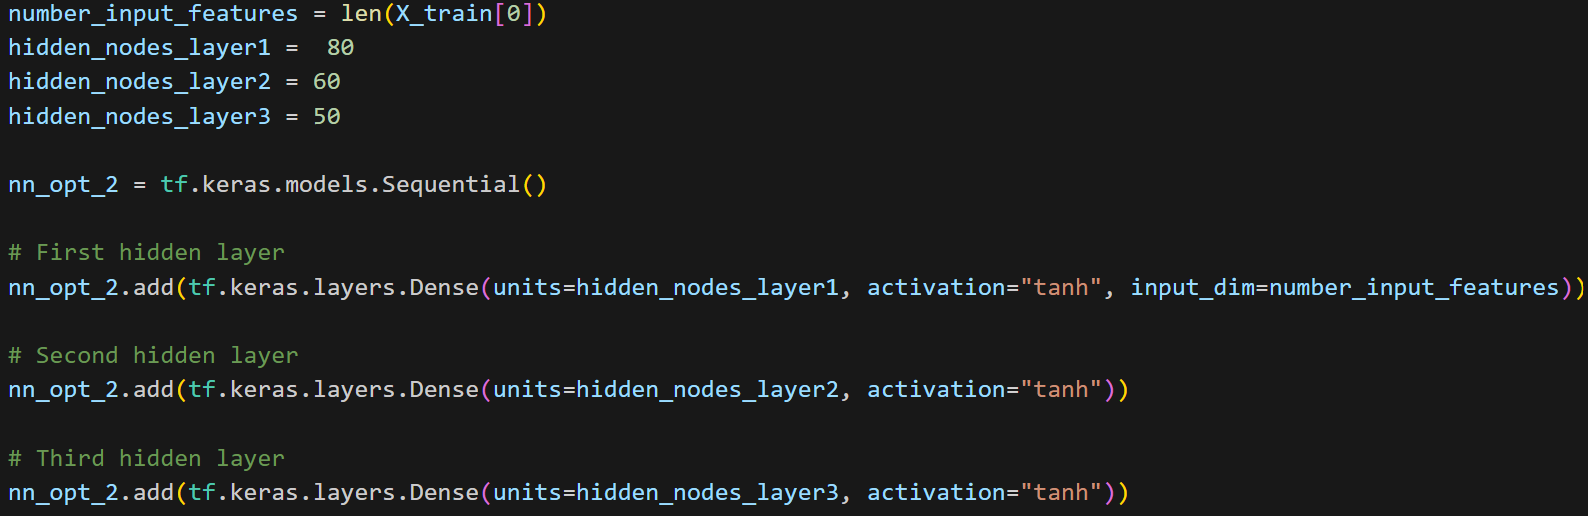 number_input_features = len(X_train[0])
hidden_nodes_layer1 =  80
hidden_nodes_layer2 = 60
hidden_nodes_layer3 = 50

nn_opt_2 = tf.keras.models.Sequential()

# First hidden layer
nn_opt_2.add(tf.keras.layers.Dense(units=hidden_nodes_layer1, activation="tanh", input_dim=number_input_features))

# Second hidden layer
nn_opt_2.add(tf.keras.layers.Dense(units=hidden_nodes_layer2, activation="tanh"))

# Third hidden layer
nn_opt_2.add(tf.keras.layers.Dense(units=hidden_nodes_layer3, activation="tanh"))